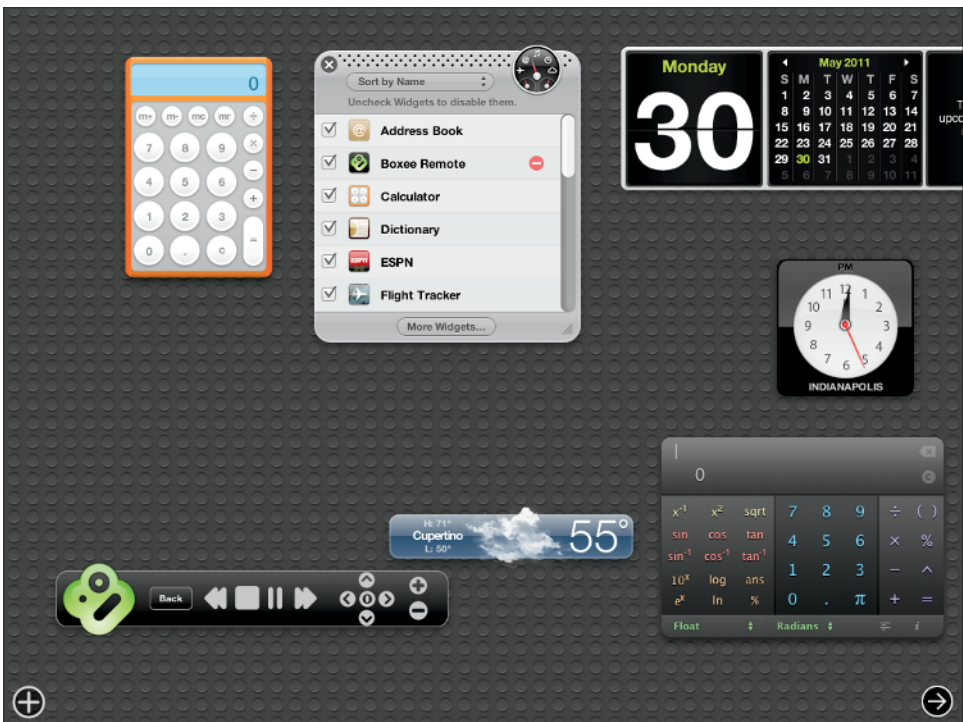 0
m+ m- mc mr ÷
7 8 9 ×
4 5 6 −
1 2 3 +
0 . c =
Sort by Name
Uncheck Widgets to disable them.
Address Book
Boxee Remote
Calculator
Dictionary
ESPN
Flight Tracker
More Widgets...
Monday
30
May 2011
S M T W T F S
1 2 3 4 5 6 7
8 9 10 11 12 13 14
15 16 17 18 19 20 21
22 23 24 25 26 27 28
29 30 31 1 2 3 4
5 6 7 8 9 10 11
PM
12 1 2 3 4 5 6 7 8 9 10 11
INDIANAPOLIS
0
C
x⁻¹ x² sqrt 7 8 9 ÷ ( )
sin cos tan 4 5 6 × %
sin⁻¹ cos⁻¹ tan⁻¹
10ˣ log ans 1 2 3 − ^
eˣ ln % 0 . π + =
Float Radians i
H: 71°
Cupertino
L: 50°
55°
Back
0